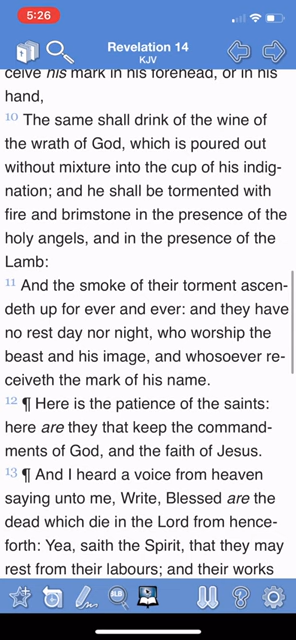 5:26
Revelation 14
KJV
ceive his mark in his forehead, or in his
hand,
10 The same shall drink of the wine of
the wrath of God, which is poured out
without mixture into the cup of his indig-
nation; and he shall be tormented with
fire and brimstone in the presence of the
holy angels, and in the presence of the
Lamb:
11 And the smoke of their torment ascen-
deth up for ever and ever: and they have
no rest day nor night, who worship the
beast and his image, and whosoever re-
ceiveth the mark of his name.
12 ¶ Here is the patience of the saints:
here are they that keep the command-
ments of God, and the faith of Jesus.
13 ¶ And I heard a voice from heaven
saying unto me, Write, Blessed are the
dead which die in the Lord from hence-
forth: Yea, saith the Spirit, that they may
rest from their labours; and their works
BLB